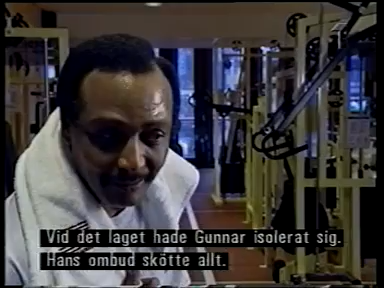 Vid det laget hade Gunnar isolerat sig.
Hans ombud skötte allt.